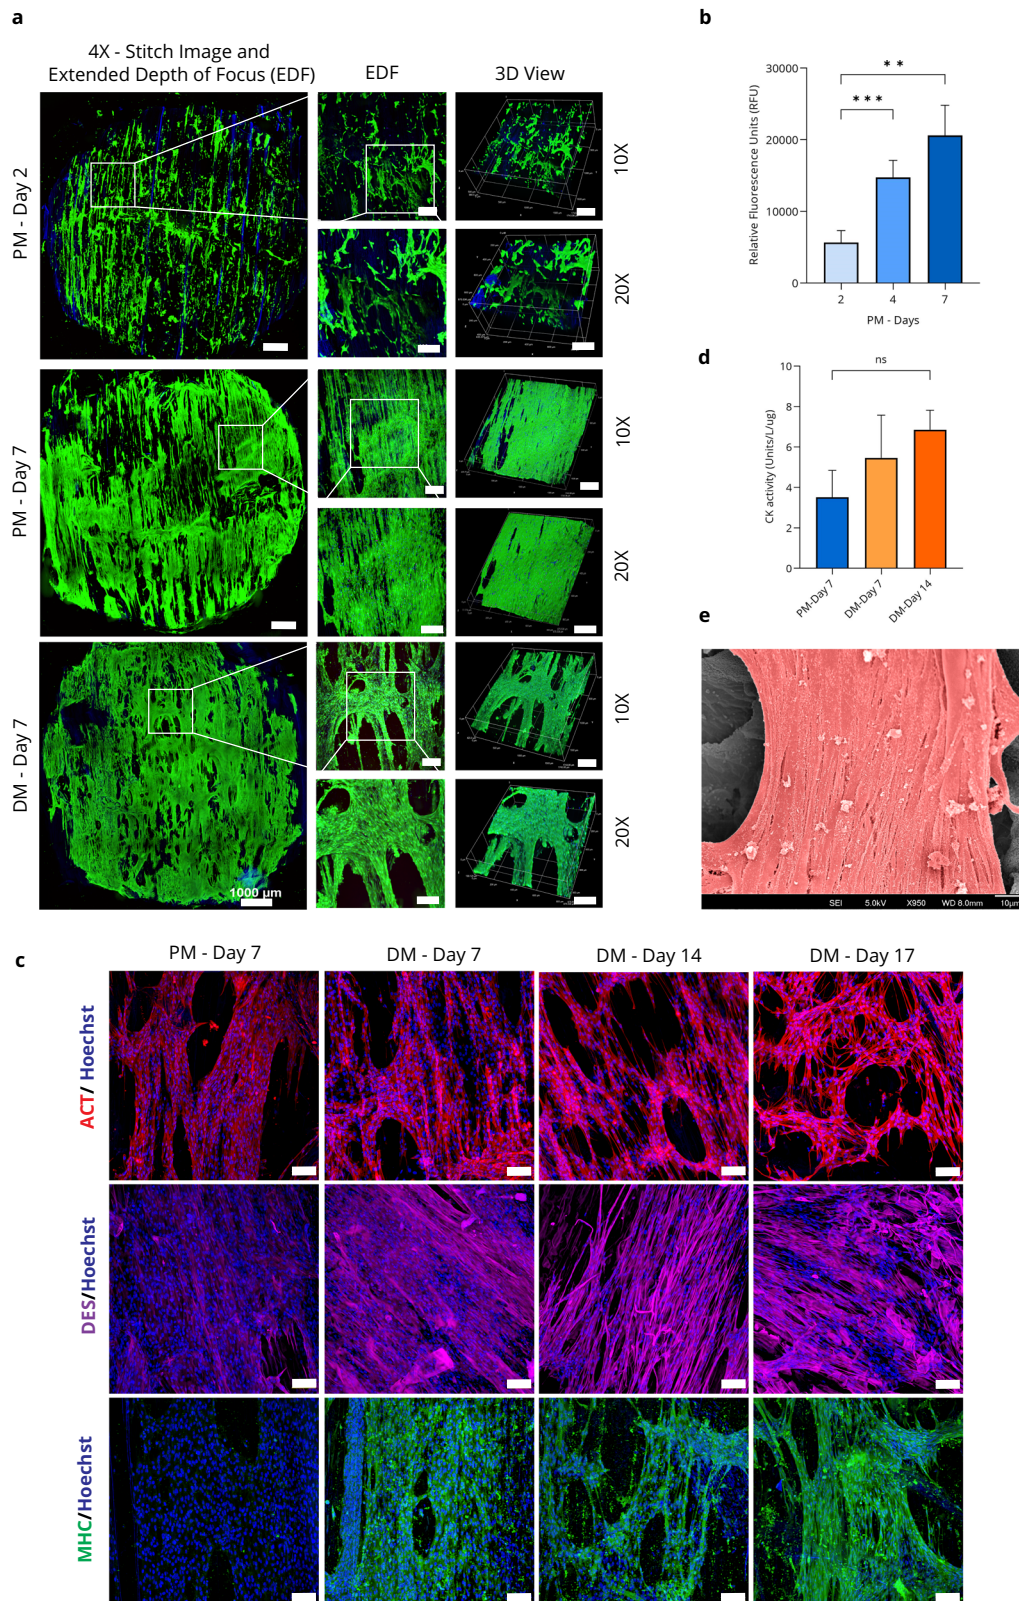 a
4X - Stitch Image and
Extended Depth of Focus (EDF)
EDF
3D View
PM - Day 2
10X
20X
PM - Day 7
10X
20X
DM - Day 7
10X
20X
1000 μm
b
Relative Fluorescence Units (RFU)
30000
20000
10000
0
**
***
2 4 7
PM - Days
d
CK activity (Units/L/ug)
10
8
6
4
2
0
ns
PM-Day 7
DM-Day 7
DM-Day 14
e
SEI 5.0kV X950 WD 8.0mm 10μm
c
PM - Day 7
DM - Day 7
DM - Day 14
DM - Day 17
ACT/ Hoechst
DES/Hoechst
MHC/Hoechst